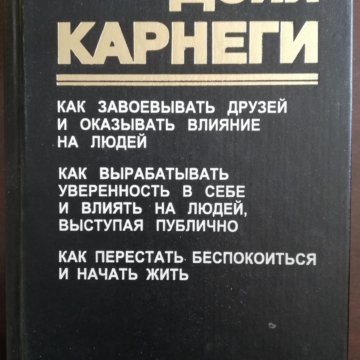 ДЕЙЛ
КАРНЕГИ
КАК ЗАВОЕВЫВАТЬ ДРУЗЕЙ
И ОКАЗЫВАТЬ ВЛИЯНИЕ
НА ЛЮДЕЙ
КАК ВЫРАБАТЫВАТЬ
УВЕРЕННОСТЬ В СЕБЕ
И ВЛИЯТЬ НА ЛЮДЕЙ,
ВЫСТУПАЯ ПУБЛИЧНО
КАК ПЕРЕСТАТЬ БЕСПОКОИТЬСЯ
И НАЧАТЬ ЖИТЬ